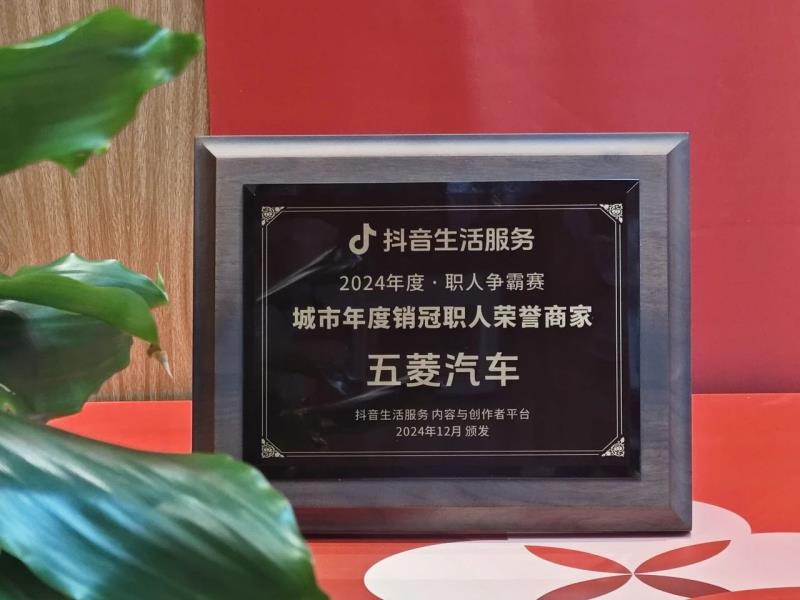 抖音生活服务
2024年度·职人争霸赛
城市年度销冠职人荣誉商家
五菱汽车
抖音生活服务 内容与创作者平台
2024年12月 颁发